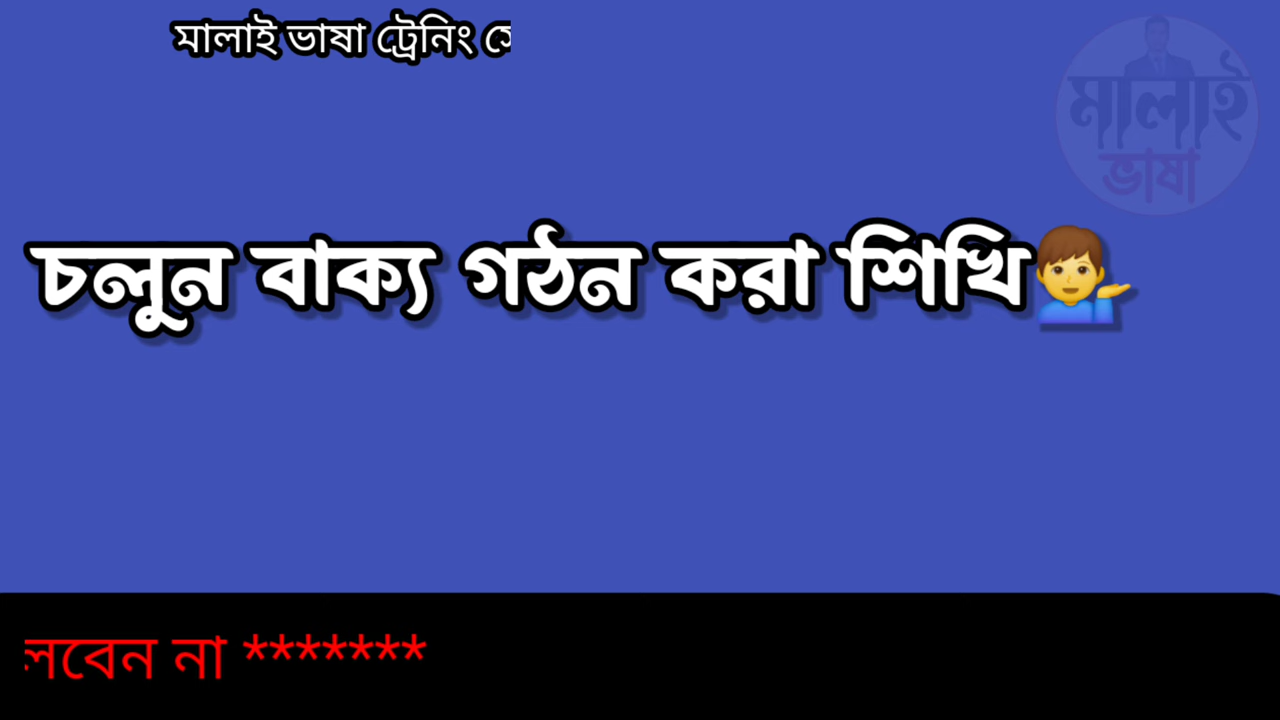 মালাই ভাষা ট্রেনিং
মালাই
ভাষা
চলুন বাক্য গঠন করা শিখি💁‍♂️
না *******